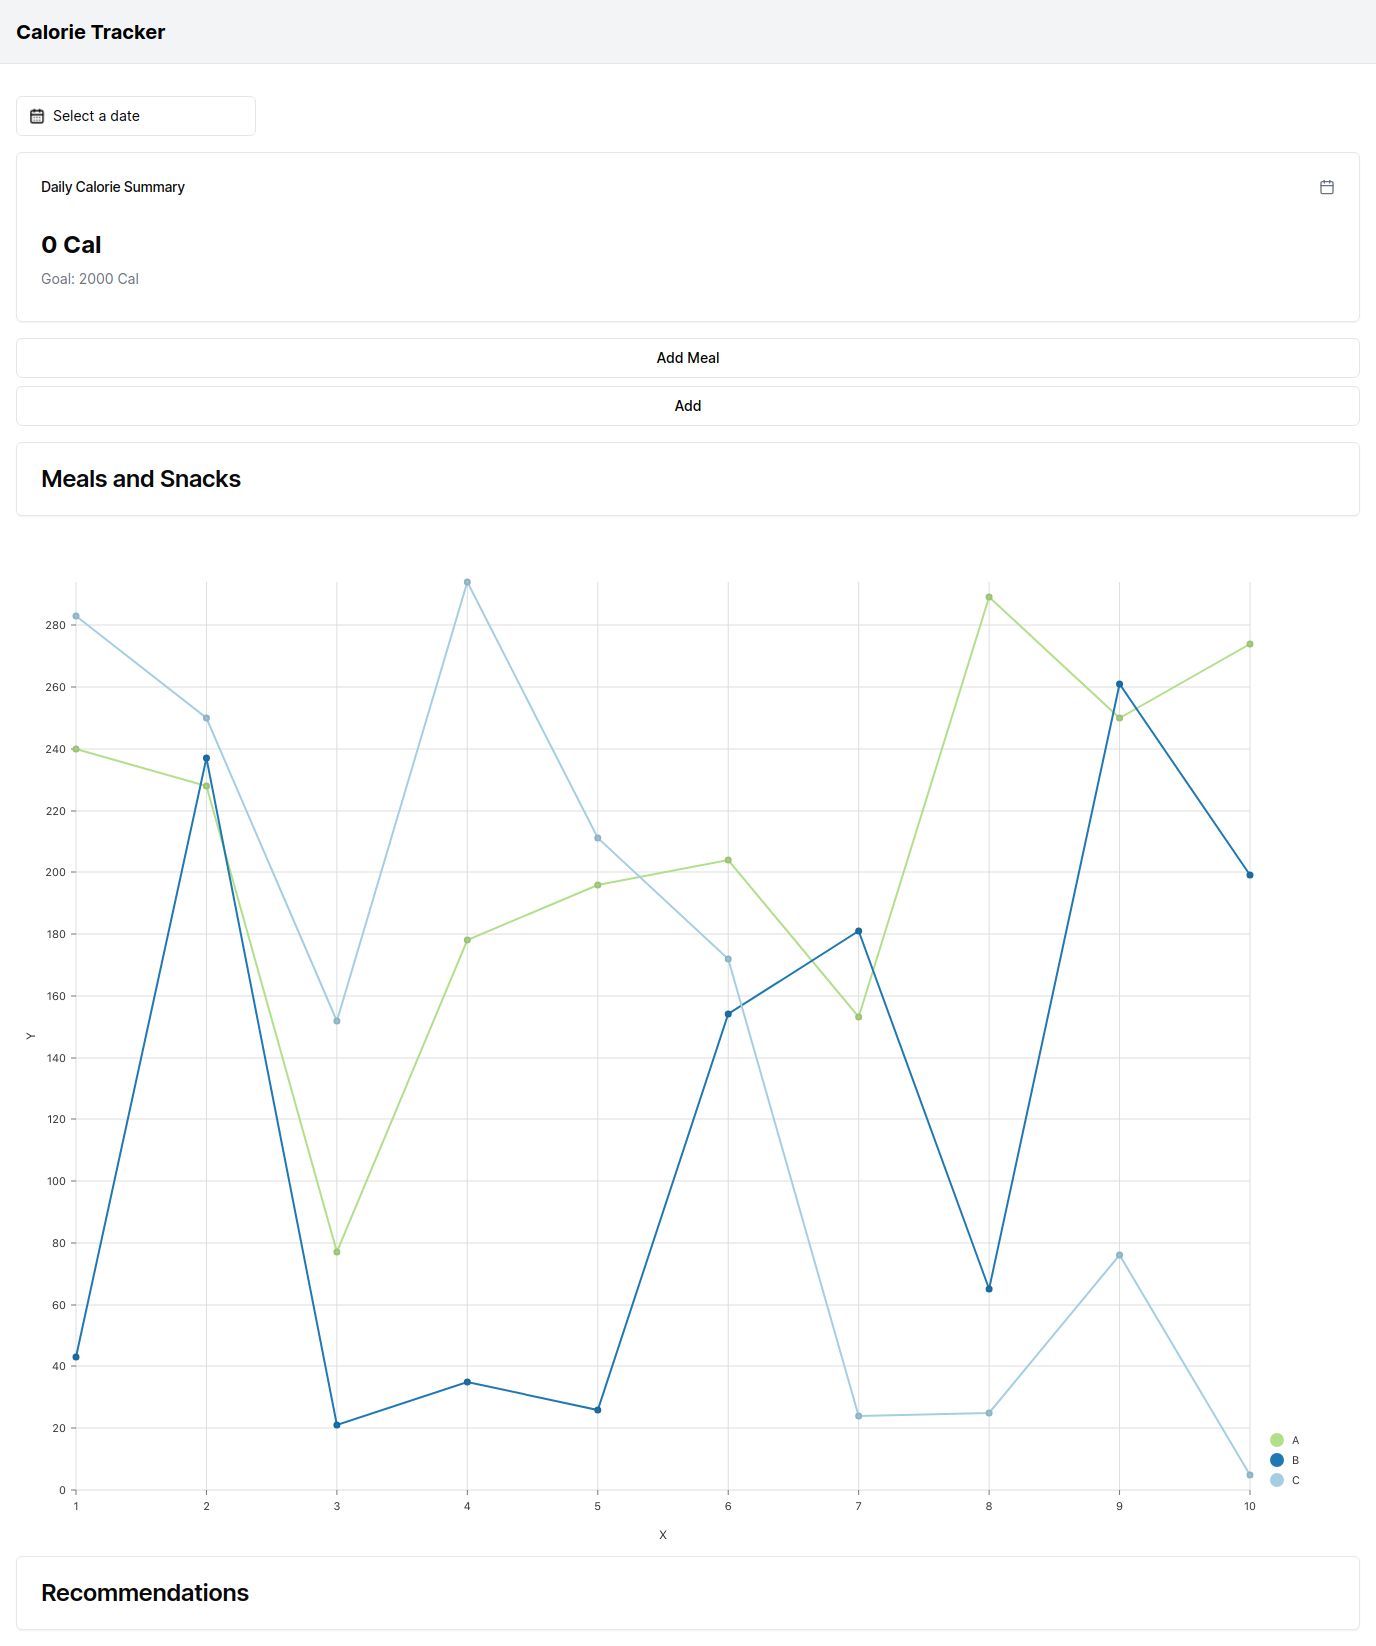 Calorie Tracker
Select a date
Daily Calorie Summary
0 Cal
Goal: 2000 Cal
Add Meal
Add
Meals and Snacks
280
260
240
220
200
180
160
140
120
100
80
60
40
20
0
Y
1 2 3 4 5 6 7 8 9 10
X
A
B
C
Recommendations